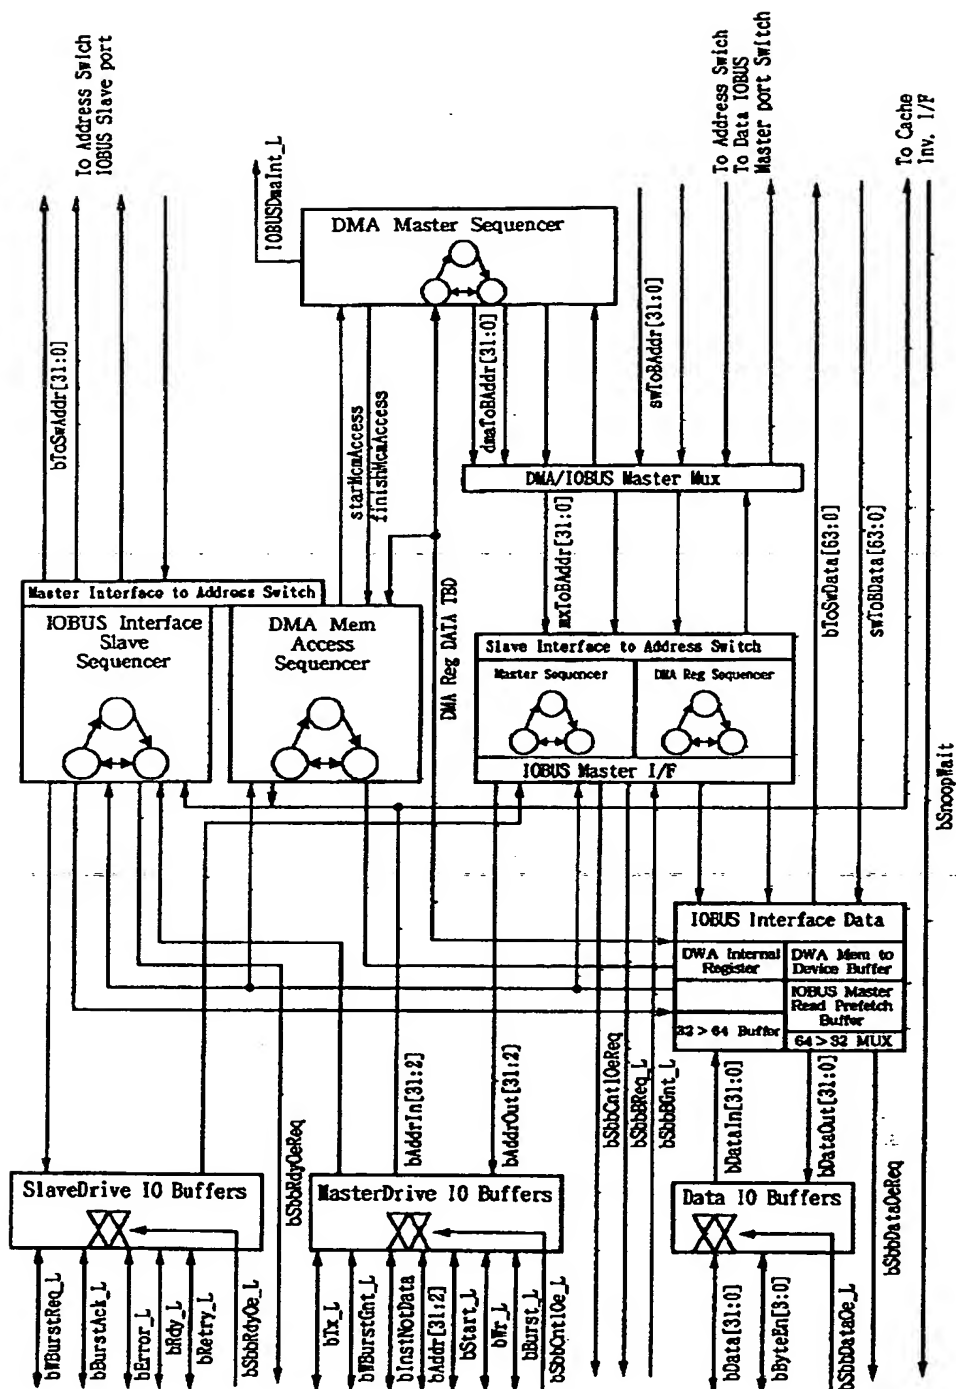 To Address Swich
IOBUS Slave port
IOBUSDmaInt_L
To Address Swich
To Data IOBUS
Master port Switch
To Cache
Inv. I/F
DMA Master Sequencer
bToSwAddr[31:0]
starMcmAccess
finishMcmAccess
dmaToBAddr[31:0]
swToBAddr[31:0]
DMA/IOBUS Master Mux
mxToBAddr[31:0]
bToSwData[63:0]
swToBData[63:0]
Master Interface to Address Switch
IOBUS Interface
Slave
Sequencer
DMA Mem
Access
Sequencer
DMA Reg DATA TBD
Slave Interface to Address Switch
Master Sequencer
DMA Reg Sequencer
IOBUS Master I/F
bSnoopWait
IOBUS Interface Data
DWA Internal
Register
DWA Mem to
Device Buffer
IOBUS Master
Read Prefetch
Buffer
32 > 64 Buffer
64 > 32 MUX
bSbbRdyOeReq
bAddrIn[31:2]
bAddrOut[31:2]
bSbbCntlOeReq
bSbbBReq_L
bSbbBGnt_L
bDataIn[31:0]
bDataOut[31:0]
bSbbDataOeReq
SlaveDrive IO Buffers
MasterDrive IO Buffers
Data IO Buffers
bWBurstReq_L
bBurstAck_L
bError_L
bRdy_L
bRetry_L
bSbbRdyOe_L
bTx_L
bWBurstGnt_L
bInstNotData
bAddr[31:2]
bStart_L
bWr_L
bBurst_L
bSbbCntlOe_L
bData[31:0]
bByteEn[3:0]
bSbbDataOe_L